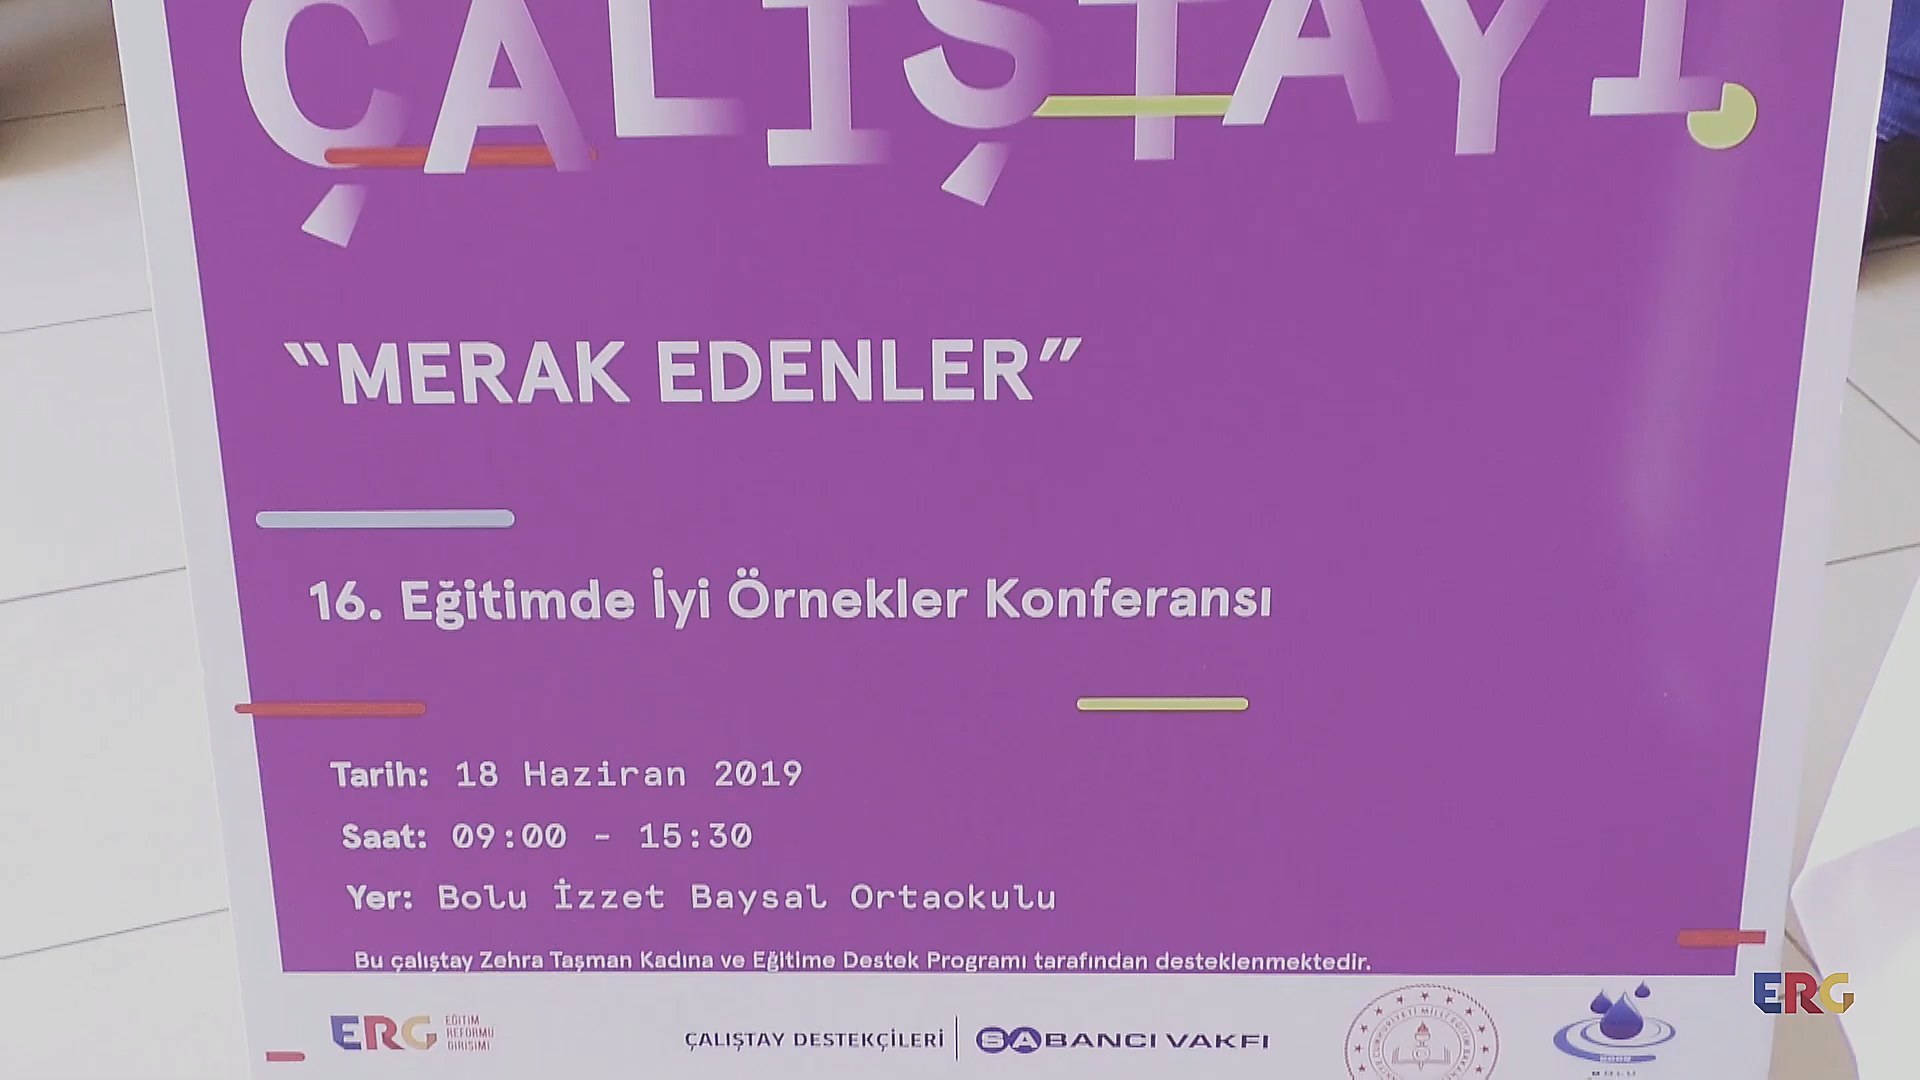 ÇALIŞTAYI
“MERAK EDENLER”
16. Eğitimde İyi Örnekler Konferansı
Tarih: 18 Haziran 2019
Saat: 09:00 - 15:30
Yer: Bolu İzzet Baysal Ortaokulu
Bu çalıştay Zehra Taşman Kadına ve Eğitime Destek Programı tarafından desteklenmektedir.
ERG
ERG EĞİTİM
REFORMU
GİRİŞİMİ
ÇALIŞTAY DESTEKÇİLERİ | SABANCI VAKFI
BOLU